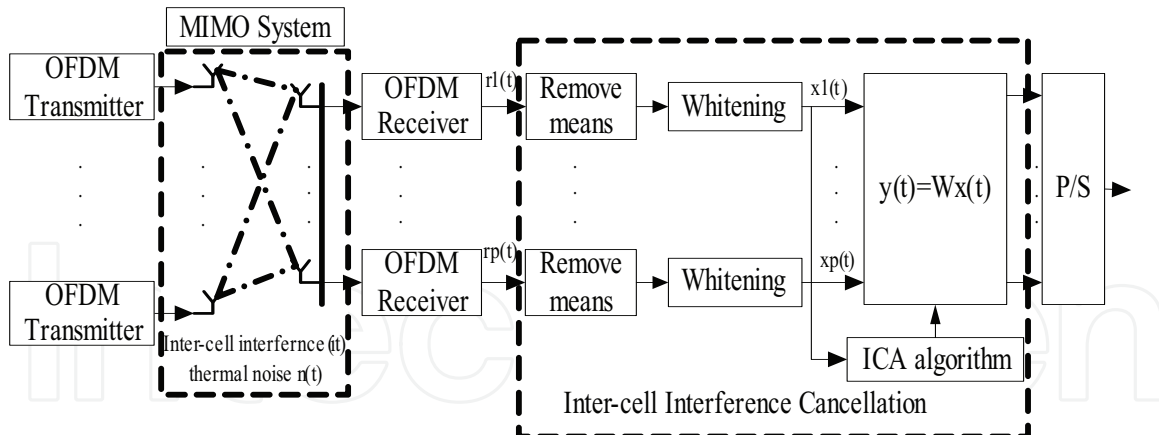 MIMO System
OFDM
Transmitter
OFDM
Receiver
r1(t)
Remove
means
Whitening
x1(t)
y(t)=Wx(t)
P/S
OFDM
Transmitter
OFDM
Receiver
rp(t)
Remove
means
Whitening
xp(t)
ICA algorithm
Inter-cell interfernce (it)
thermal noise n(t)
Inter-cell Interference Cancellation